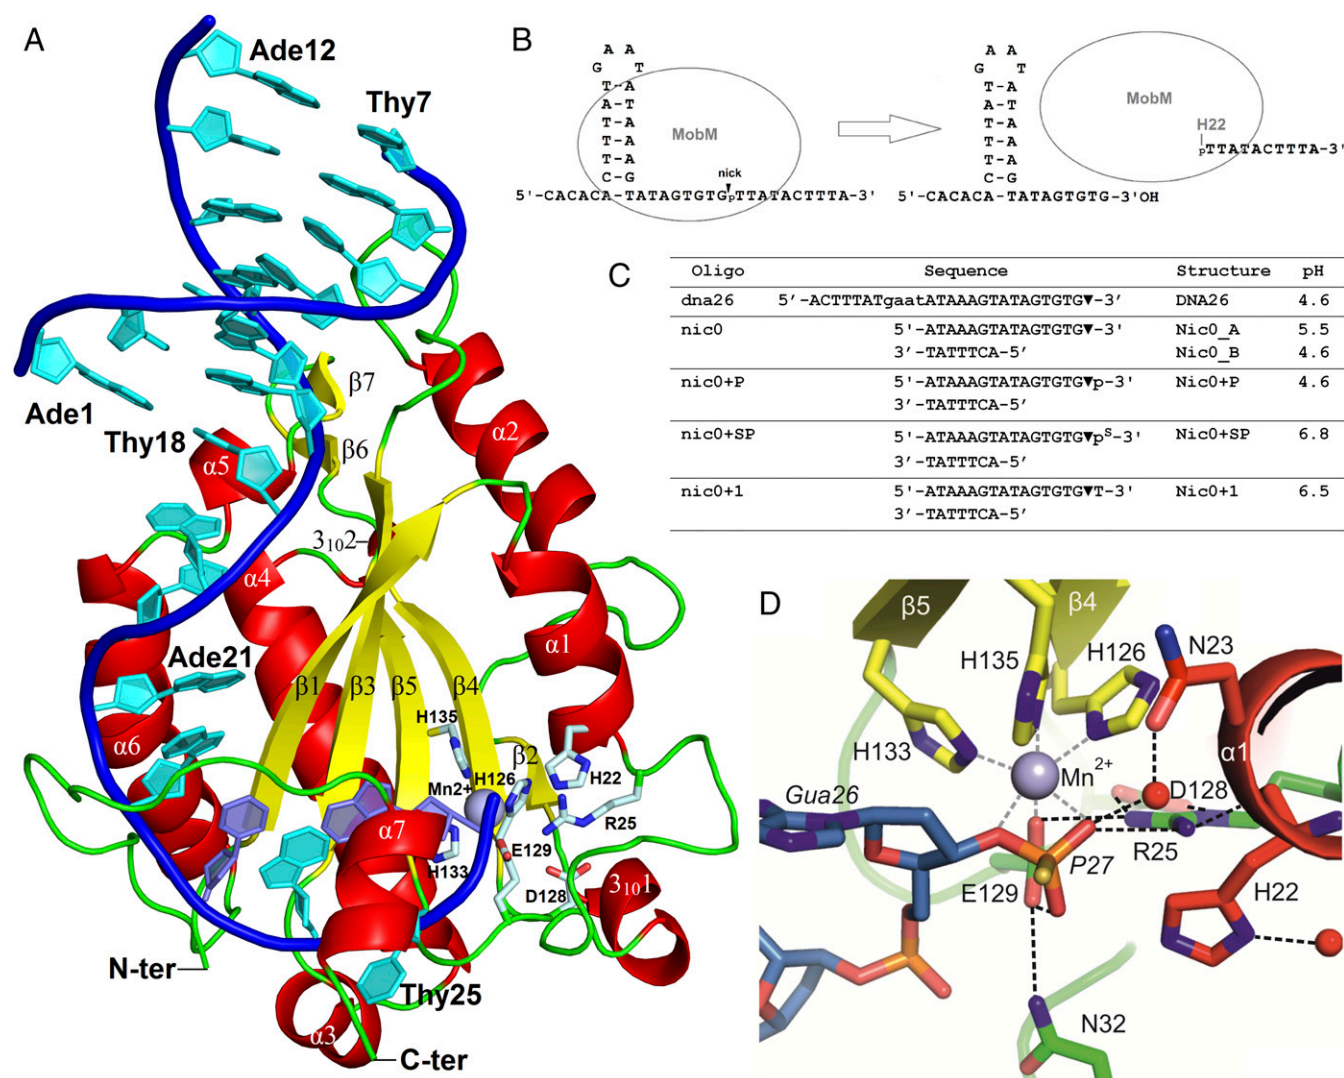 A
Ade12
Thy7
Ade1
Thy18
β7
β6
α2
α5
3₁₀2
α4
α1
Ade21
β1
β3
β5
β4
H135
α6
β2
H126
Mn2+
H22
α7
R25
E129
H133
D128
3₁₀1
N-ter
Thy25
α3
C-ter
B
A A
G T
T-A
A-T
T-A
T-A
T-A
C-G
MobM
nick
5'-CACACA-TATAGTGTGpTTATACTTTA-3'
A A
G T
T-A
A-T
T-A
T-A
T-A
C-G
MobM
H22
pTTATACTTTA-3'
5'-CACACA-TATAGTGTG-3'OH
C
Oligo Sequence Structure pH
dna26 5'-ACTTTATgaatATAAAGTATAGTGTG▼-3' DNA26 4.6
nic0 5'-ATAAAGTATAGTGTG▼-3' Nic0_A 5.5
3'-TATTTCA-5' Nic0_B 4.6
nic0+P 5'-ATAAAGTATAGTGTG▼p-3' Nic0+P 4.6
3'-TATTTCA-5'
nic0+SP 5'-ATAAAGTATAGTGTG▼pˢ-3' Nic0+SP 6.8
3'-TATTTCA-5'
nic0+1 5'-ATAAAGTATAGTGTG▼T-3' Nic0+1 6.5
3'-TATTTCA-5'
D
β5
β4
N23
H135
H126
H133
α1
Mn²⁺
D128
Gua26
R25
P27
E129
H22
N32